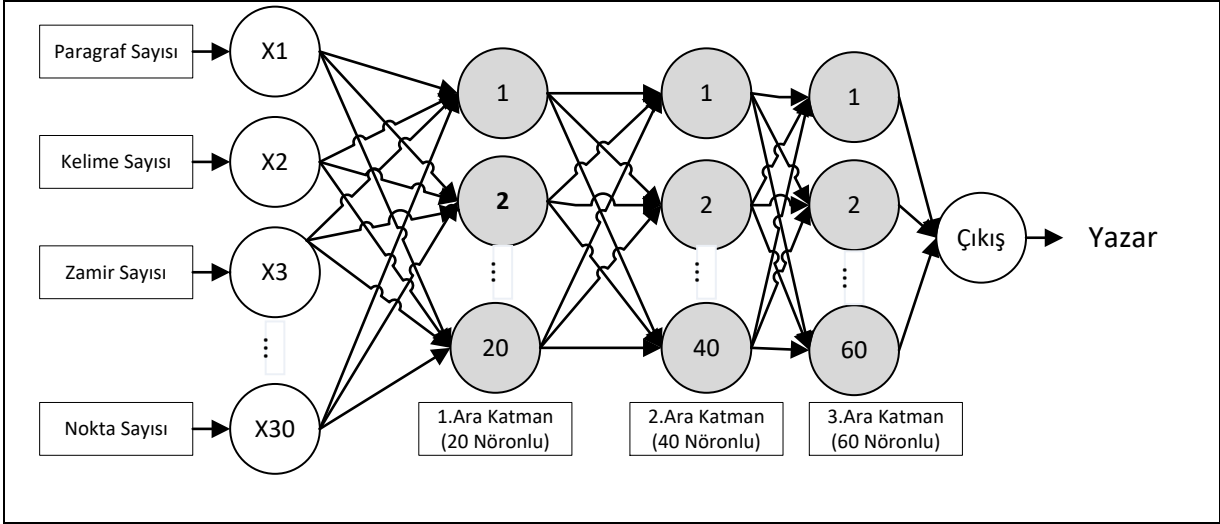 Paragraf Sayısı
X1
Kelime Sayısı
X2
Zamir Sayısı
X3
...
Nokta Sayısı
X30
1
2
...
20
1.Ara Katman
(20 Nöronlu)
1
2
...
40
2.Ara Katman
(40 Nöronlu)
1
2
...
60
3.Ara Katman
(60 Nöronlu)
Çıkış
Yazar